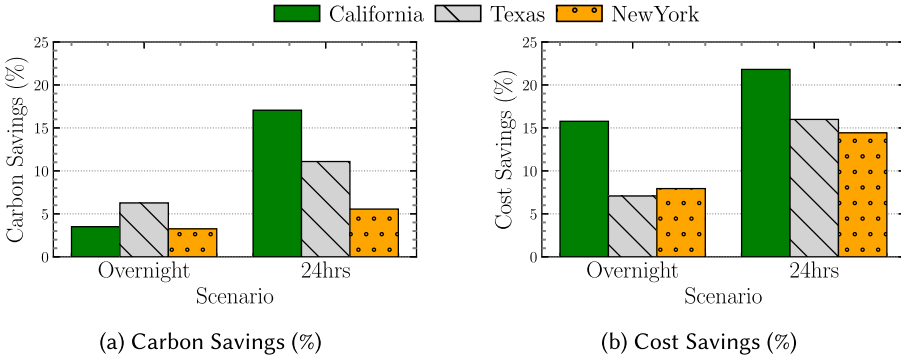 California Texas NewYork
Carbon Savings (%)
25
20
15
10
5
0
Overnight 24hrs
Scenario
(a) Carbon Savings (%)
Cost Savings (%)
25
20
15
10
5
0
Overnight 24hrs
Scenario
(b) Cost Savings (%)